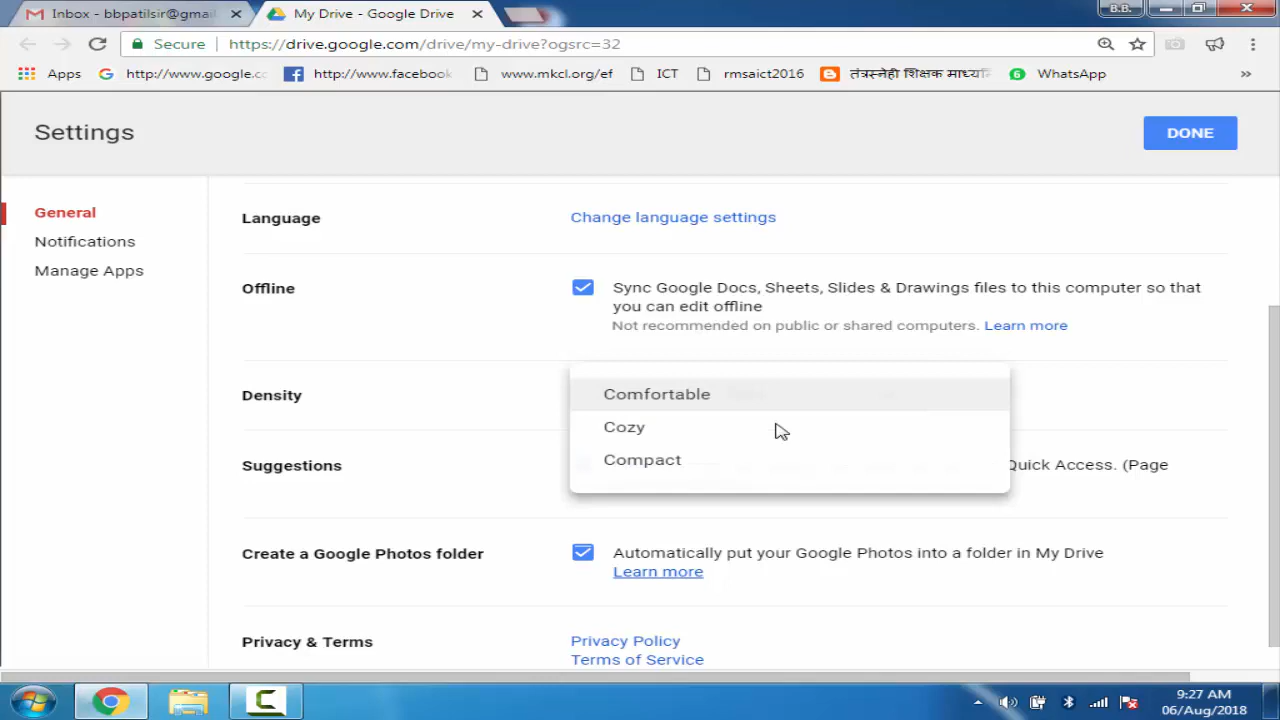 Inbox - bbpatilsir@gmai
My Drive - Google Drive
B.B.
Secure
https://drive.google.com/drive/my-drive?ogsrc=32
Apps
http://www.google.cc
http://www.facebook
www.mkcl.org/ef
ICT
rmsaict2016
तंत्रस्नेही शिक्षक माध्यमि
6
WhatsApp
»
Settings
DONE
General
Notifications
Manage Apps
Language
Change language settings
Offline
Sync Google Docs, Sheets, Slides & Drawings files to this computer so that
you can edit offline
Not recommended on public or shared computers. Learn more
Density
Comfortable
Cozy
Compact
Suggestions
Quick Access. (Page
Create a Google Photos folder
Automatically put your Google Photos into a folder in My Drive
Learn more
Privacy & Terms
Privacy Policy
Terms of Service
9:27 AM
06/Aug/2018